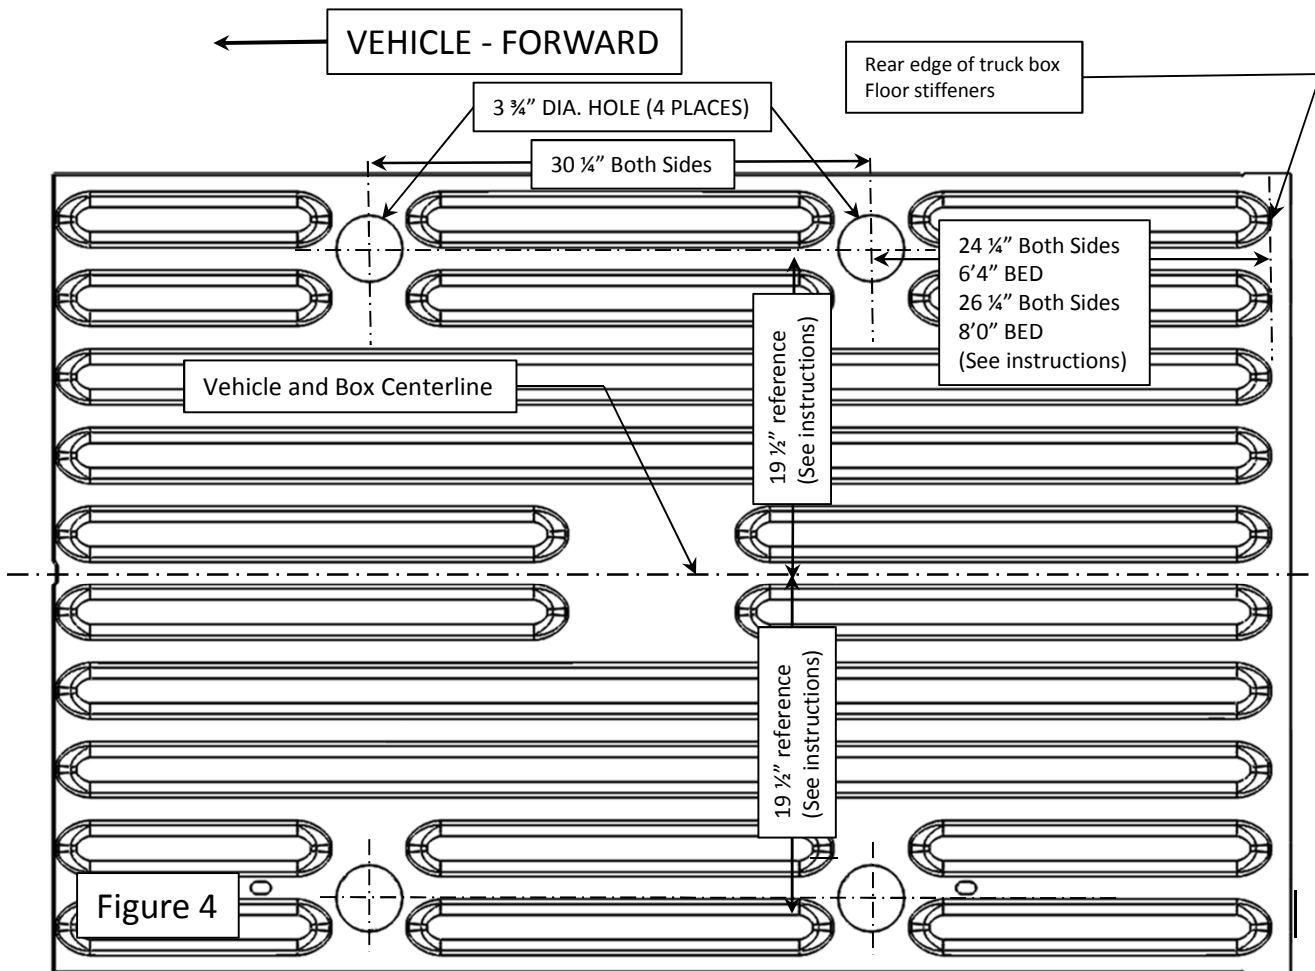 VEHICLE - FORWARD
Rear edge of truck box
Floor stiffeners
3 ¾” DIA. HOLE (4 PLACES)
30 ¼” Both Sides
24 ¼” Both Sides
6’4” BED
26 ¼” Both Sides
8’0” BED
(See instructions)
19 ½” reference
(See instructions)
Vehicle and Box Centerline
19 ½” reference
(See instructions)
Figure 4